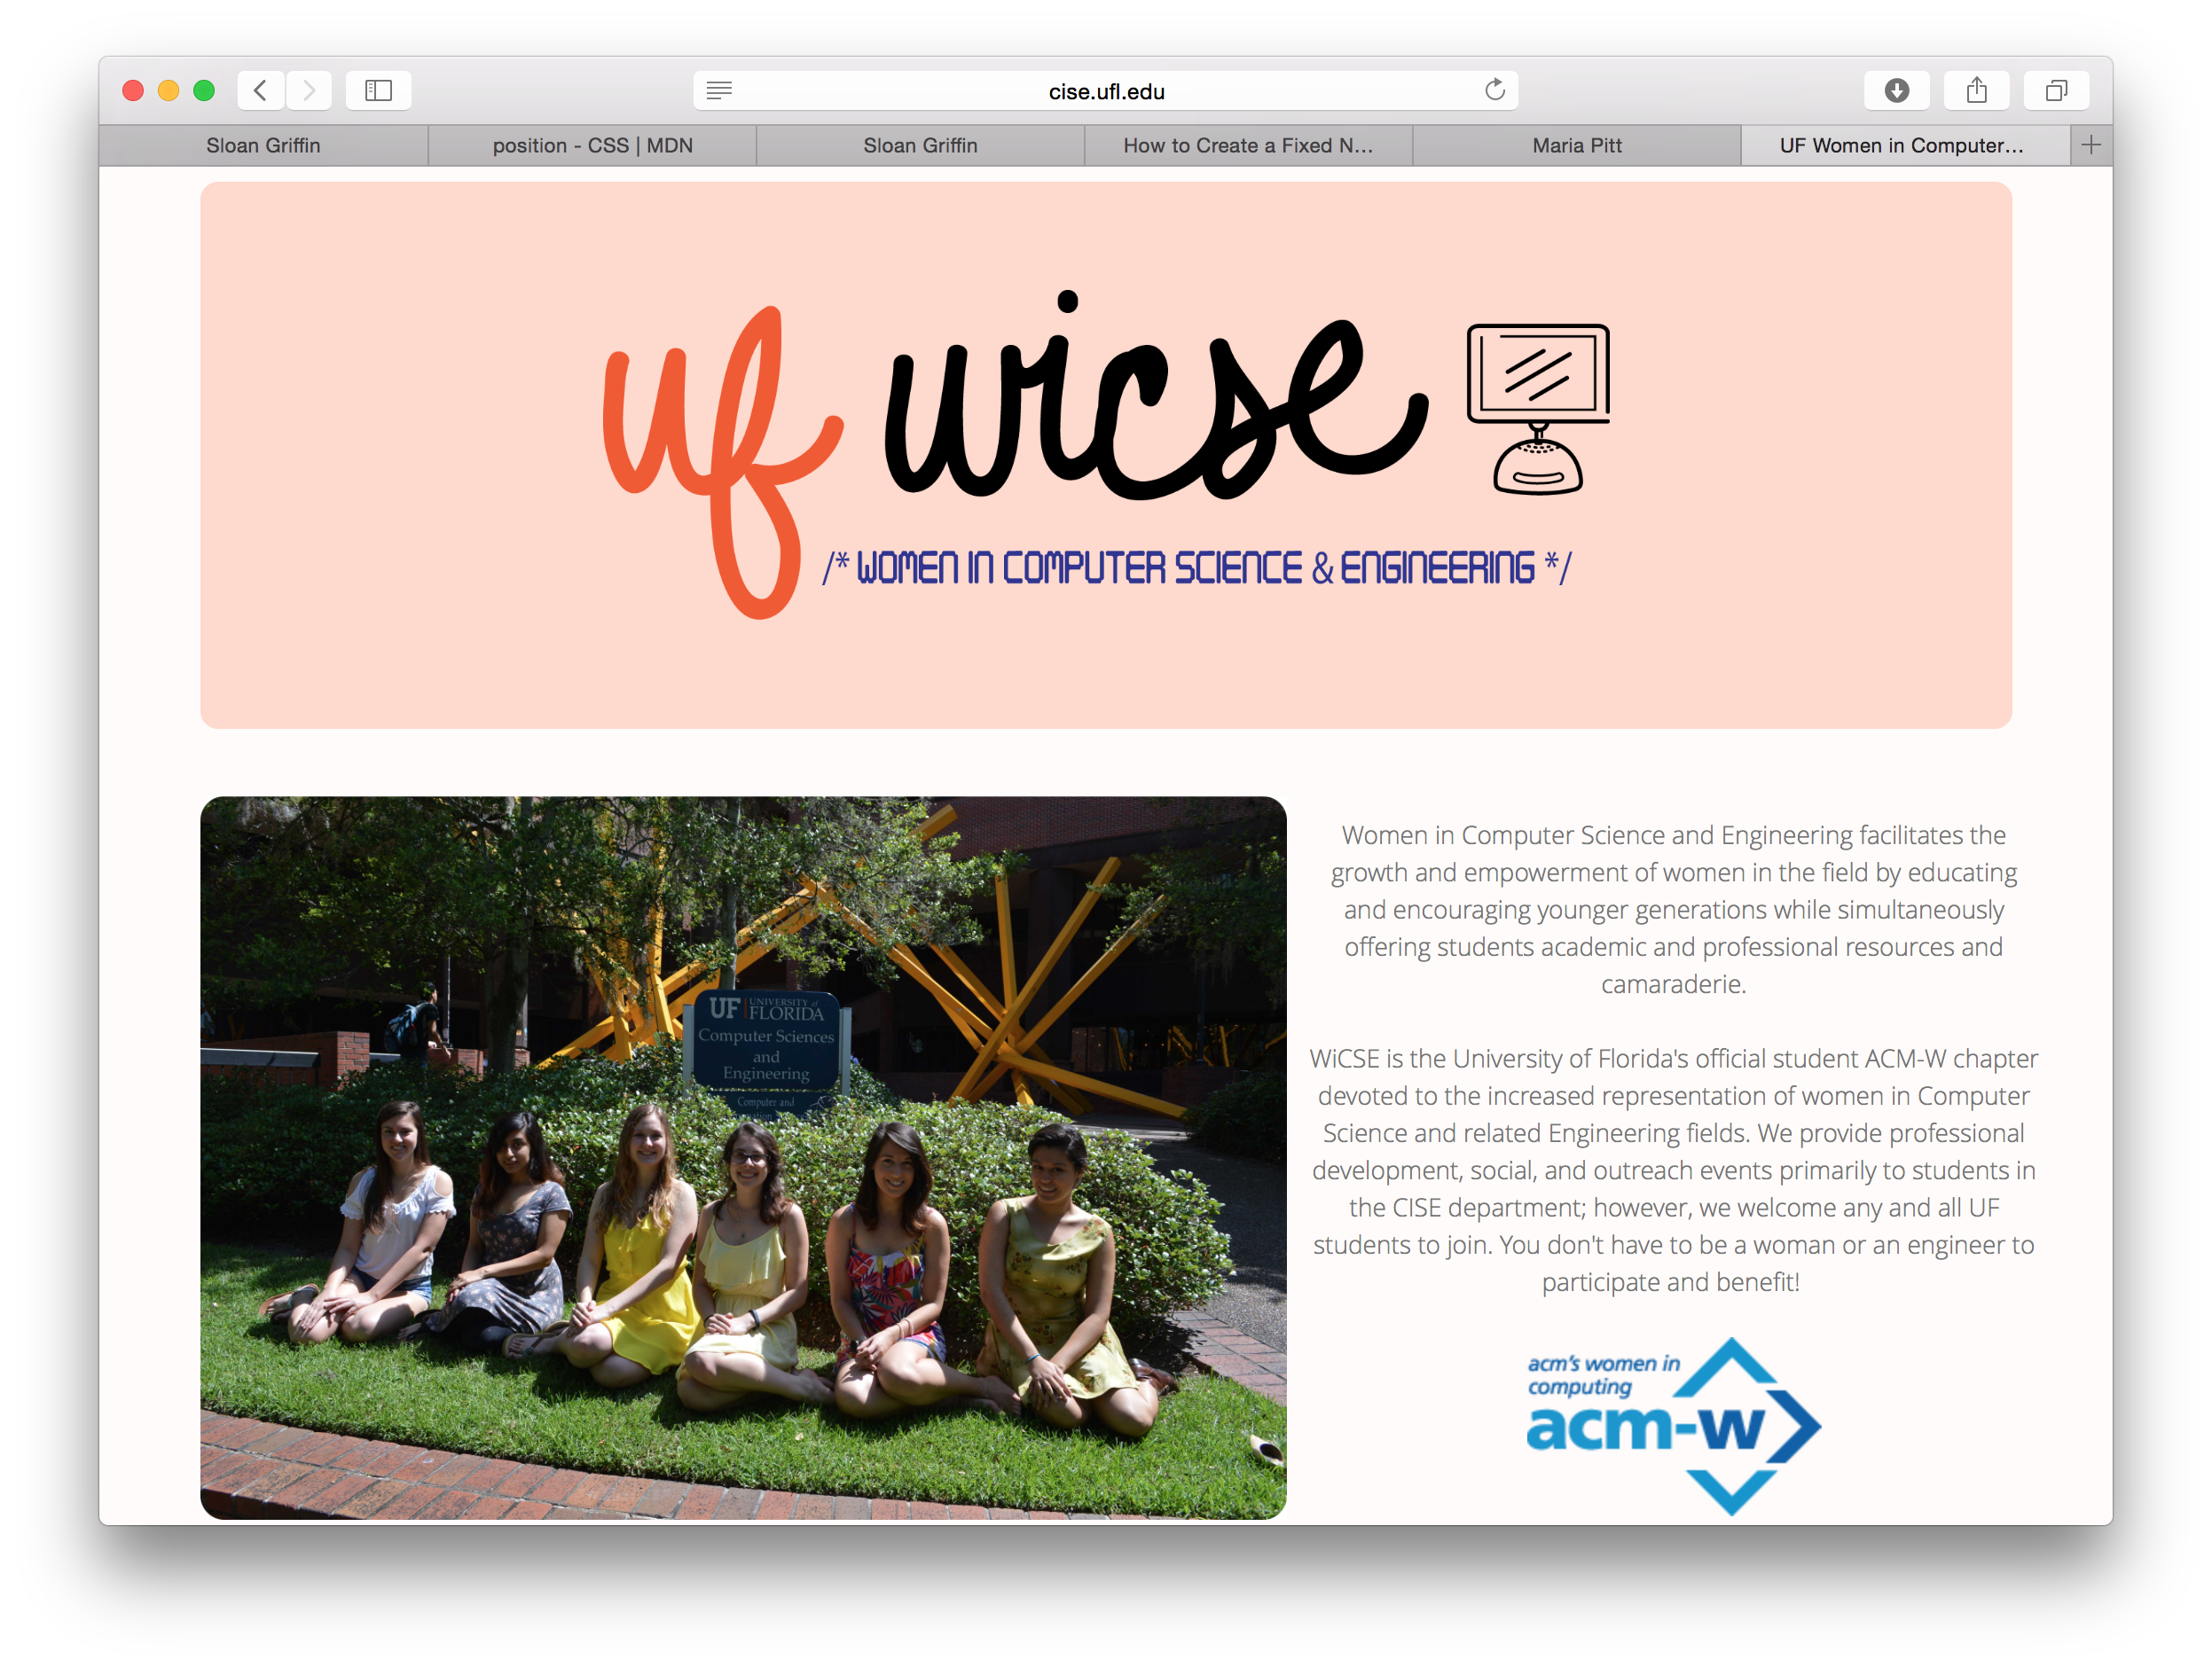 cise.ufl.edu
Sloan Griffin
position - CSS | MDN
Sloan Griffin
How to Create a Fixed N...
Maria Pitt
UF Women in Computer...
uf wicse
/* WOMEN IN COMPUTER SCIENCE & ENGINEERING */
UF UNIVERSITY of
FLORIDA
Computer Sciences
and
Engineering
Computer and
Women in Computer Science and Engineering facilitates the
growth and empowerment of women in the field by educating
and encouraging younger generations while simultaneously
offering students academic and professional resources and
camaraderie.
WiCSE is the University of Florida's official student ACM-W chapter
devoted to the increased representation of women in Computer
Science and related Engineering fields. We provide professional
development, social, and outreach events primarily to students in
the CISE department; however, we welcome any and all UF
students to join. You don't have to be a woman or an engineer to
participate and benefit!
acm's women in
computing
acm-w